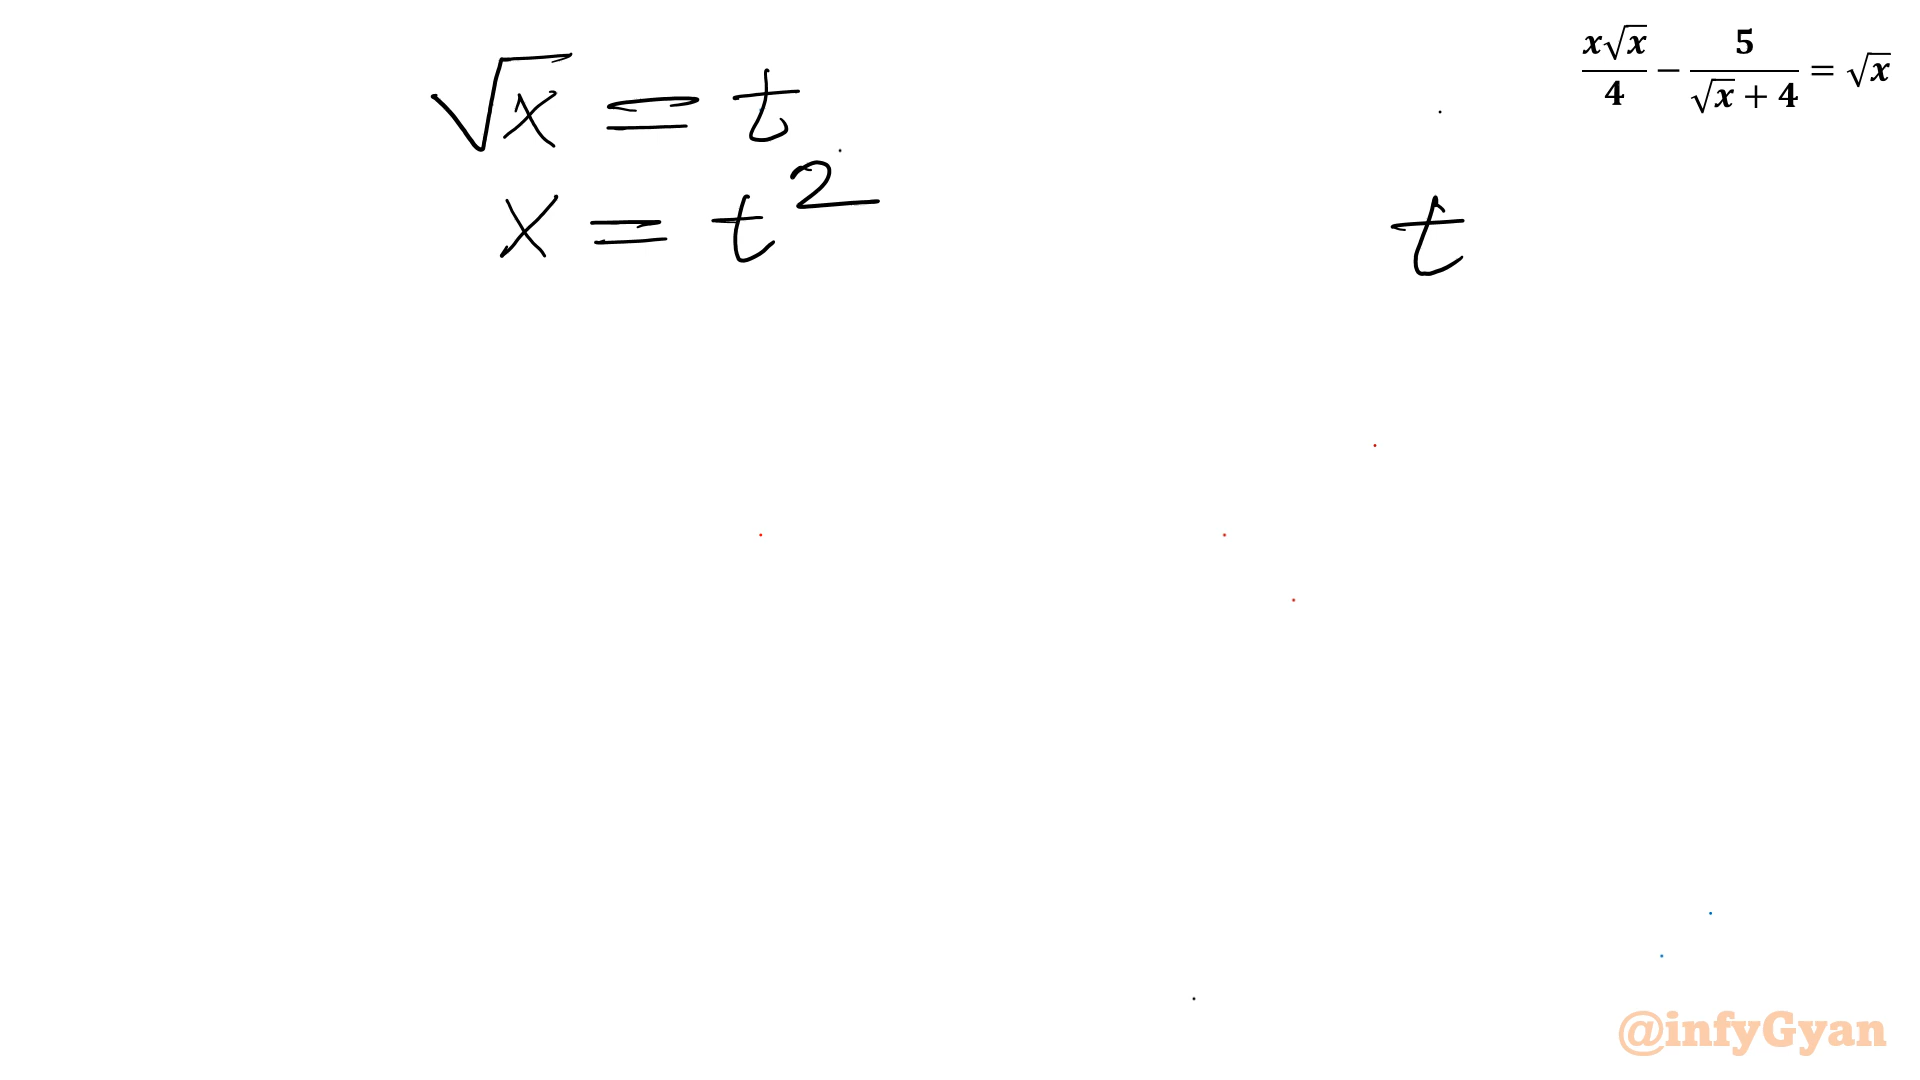 √x = t
x = t²
t
x√x/4 − 5/(√x + 4) = √x
@infyGyan